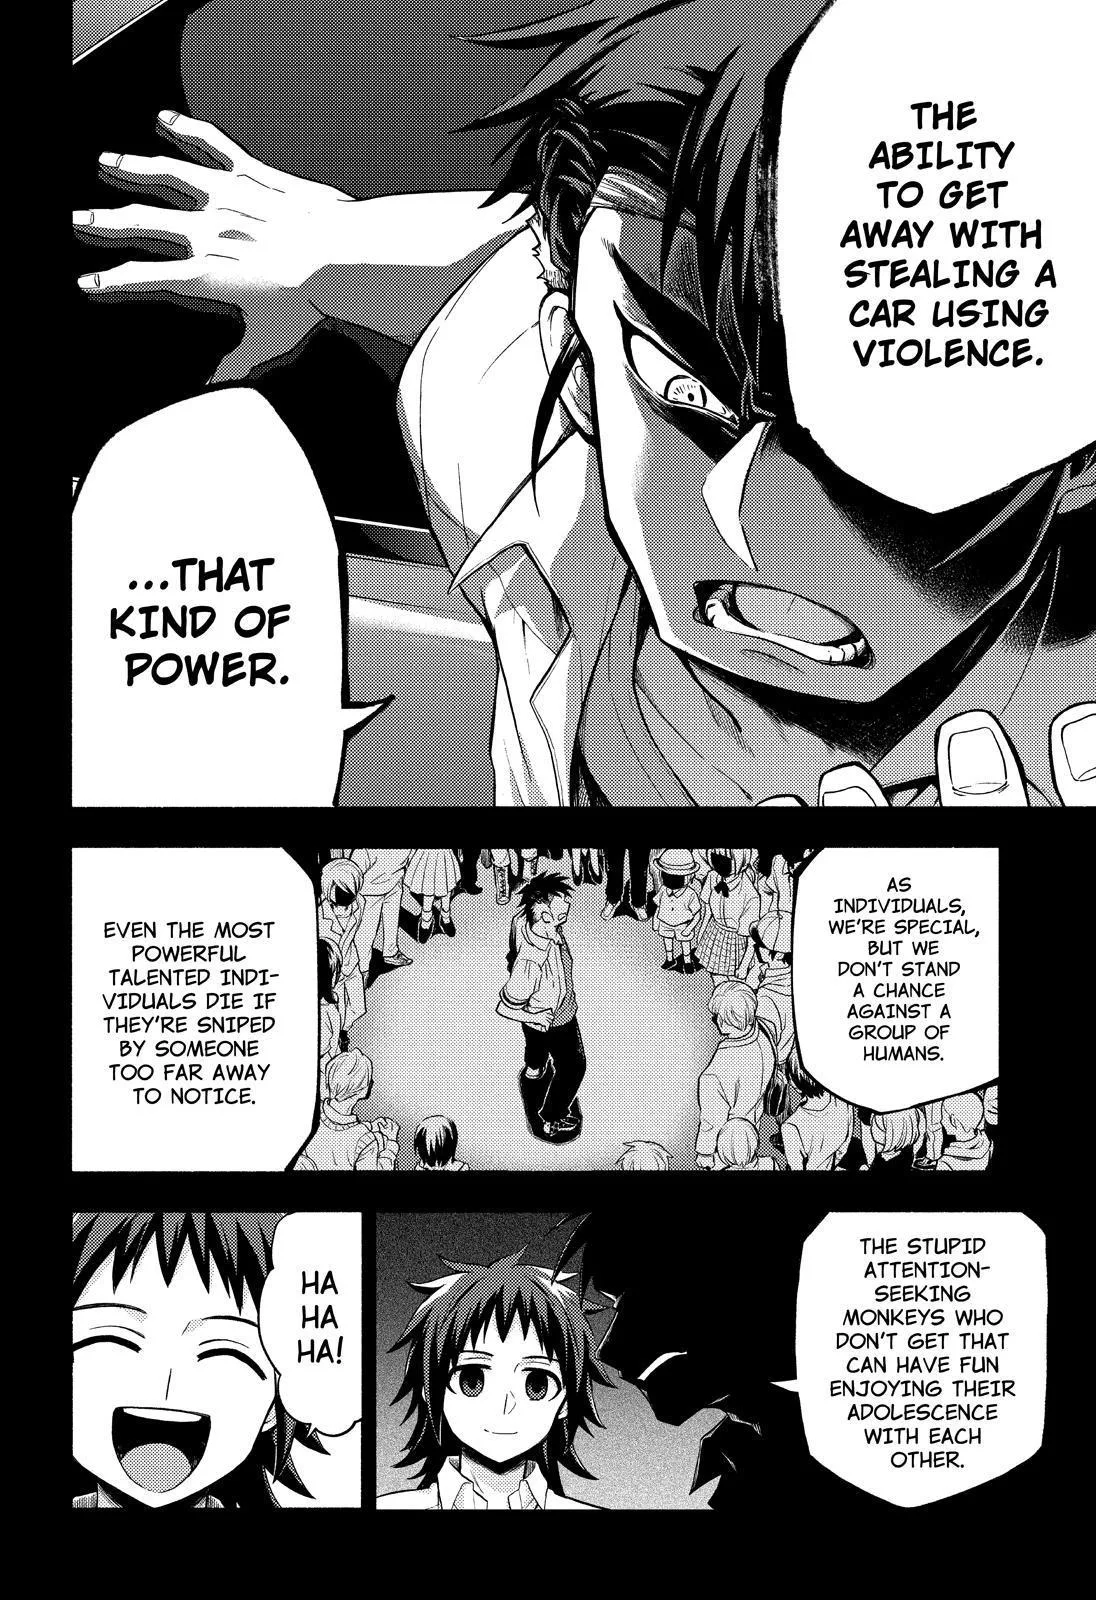 THE
ABILITY
TO GET
AWAY WITH
STEALING A
CAR USING
VIOLENCE.
...THAT
KIND OF
POWER.
AS
INDIVIDUALS,
WE'RE SPECIAL,
BUT WE
DON'T STAND
A CHANCE
AGAINST A
GROUP OF
HUMANS.
EVEN THE MOST
POWERFUL
TALENTED INDI-
VIDUALS DIE IF
THEY'RE SNIPED
BY SOMEONE
TOO FAR AWAY
TO NOTICE.
THE STUPID
ATTENTION-
SEEKING
MONKEYS WHO
DON'T GET THAT
CAN HAVE FUN
ENJOYING THEIR
ADOLESCENCE
WITH EACH
OTHER.
HA
HA
HA!